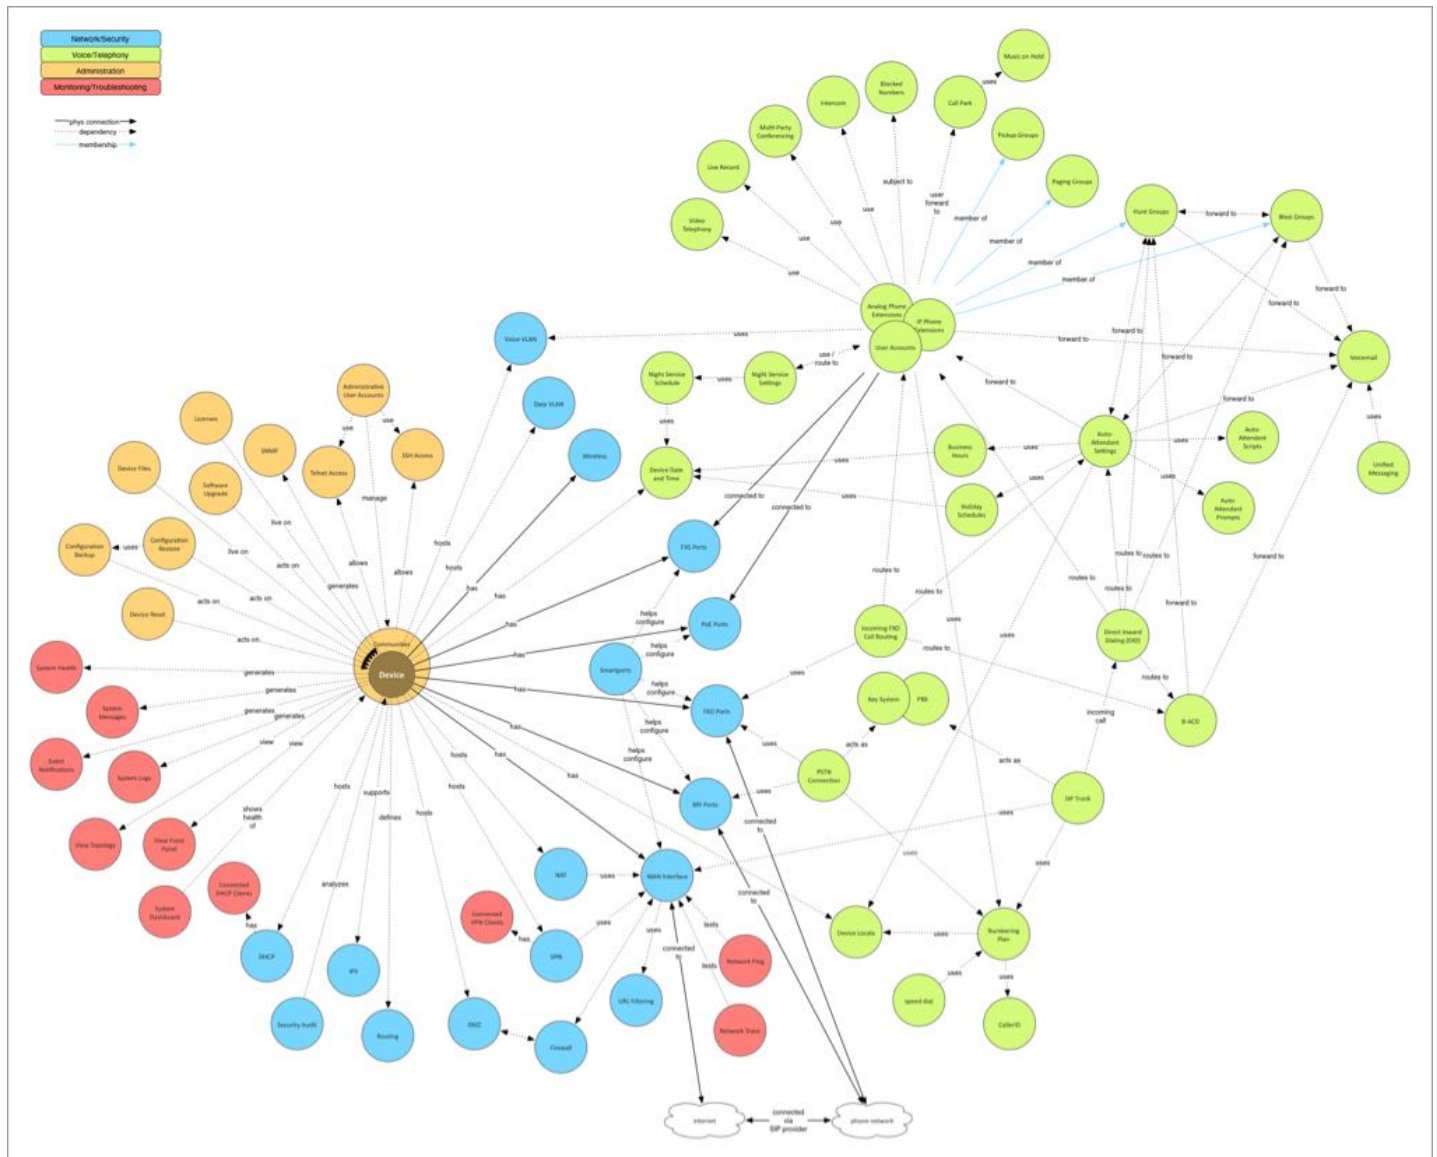 Network/Security
Voice/Telephony
Administration
Monitoring/Troubleshooting
phys connection
dependency
membership
Music on Hold
uses
Call Park
Blocked
Numbers
Intercom
Multi-Party
Conferencing
Pickup Groups
Live Record
Paging Groups
Video
Telephony
Hunt Groups
forward to
Blast Groups
subject to
user
forward
to
use
use
use
use
member of
member of
member of
member of
Analog Phone
Extensions
IP Phone
Extensions
User Accounts
forward to
forward to
forward to
Voicemail
Voice VLAN
uses
use /
route to
Night Service
Schedule
uses
Night Service
Settings
forward to
forward to
forward to
forward to
forward to
uses
Unified
Messaging
Administrative
User Accounts
use
use
Licenses
SNMP
Telnet Access
SSH Access
Data VLAN
Wireless
uses
Device Date
and Time
uses
uses
Business
Hours
uses
Holiday
Schedules
uses
Auto-
Attendant
Settings
uses
Auto-
Attendant
Scripts
uses
Auto-
Attendant
Prompts
Device Files
Software
Upgrade
manage
connected to
connected to
Configuration
Backup
uses
Configuration
Restore
live on
live on
acts on
acts on
acts on
acts on
generates
allows
allows
hosts
hosts
has
has
has
has
has
has
has
has
FXS Ports
PoE Ports
FXO Ports
BRI Ports
Device Reset
Communities
Device
Smartports
helps
configure
helps
configure
helps
configure
helps
configure
helps
configure
routes to
routes to
routes to
routes to
routes to
routes to
routes to
routes to
forward to
forward to
uses
uses
Incoming FXO
Call Routing
Direct Inward
Dialing (DID)
B-ACD
uses
Key System
PBX
acts as
acts as
incoming
call
PSTN
Connection
uses
uses
SIP Trunk
uses
uses
uses
System Health
System
Messages
Event
Notifications
System Logs
View Topology
View Front
Panel
System
Dashboard
generates
generates
generates
generates
view
view
shows
health
of
Connected
DHCP Clients
has
DHCP
hosts
supports
defines
analyzes
hosts
hosts
hosts
IPS
Security Audit
Routing
DMZ
Firewall
Connected
VPN Clients
has
VPN
NAT
uses
uses
uses
WAN Interface
URL Filtering
tests
tests
Network Ping
Network Trace
connected
to
connected
to
connected
to
Device Locale
uses
Numbering
Plan
uses
speed dial
uses
CallerID
internet
connected
via
SIP provider
phone network